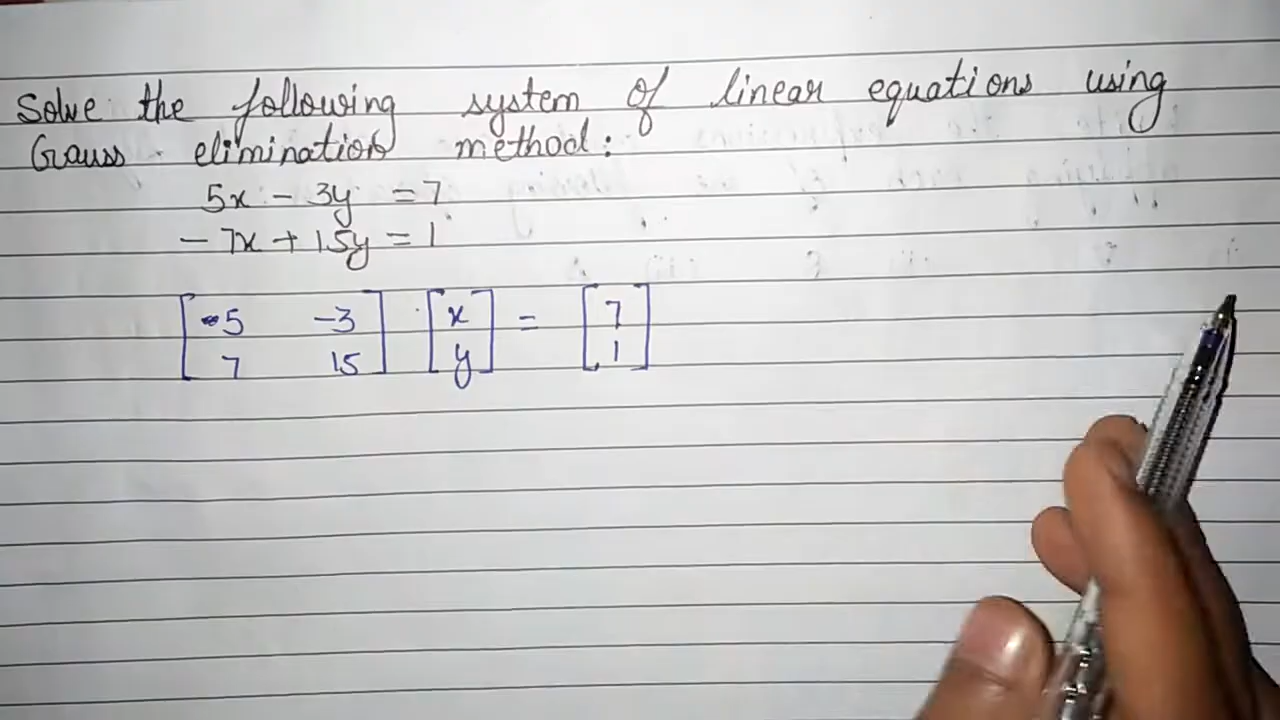 Solve the following system of linear equations using
Gauss elimination method:
5x - 3y = 7
- 7x + 15y = 1
[-5 -3] [x] = [7]
[7 15] [y] [1]